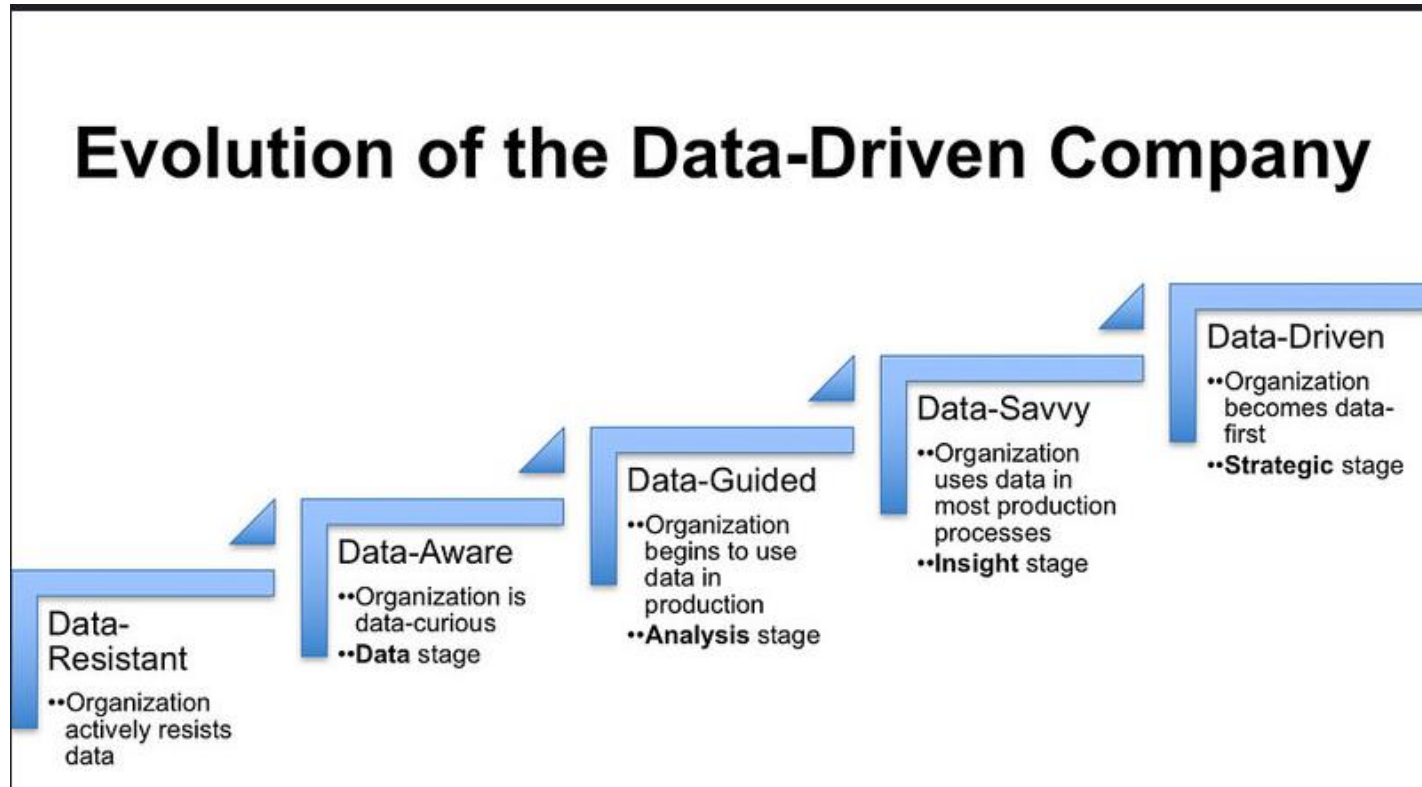 Evolution of the Data-Driven Company
Data-
Resistant
••Organization
actively resists
data
Data-Aware
••Organization is
data-curious
••Data stage
Data-Guided
••Organization
begins to use
data in
production
••Analysis stage
Data-Savvy
••Organization
uses data in
most production
processes
••Insight stage
Data-Driven
••Organization
becomes data-
first
••Strategic stage